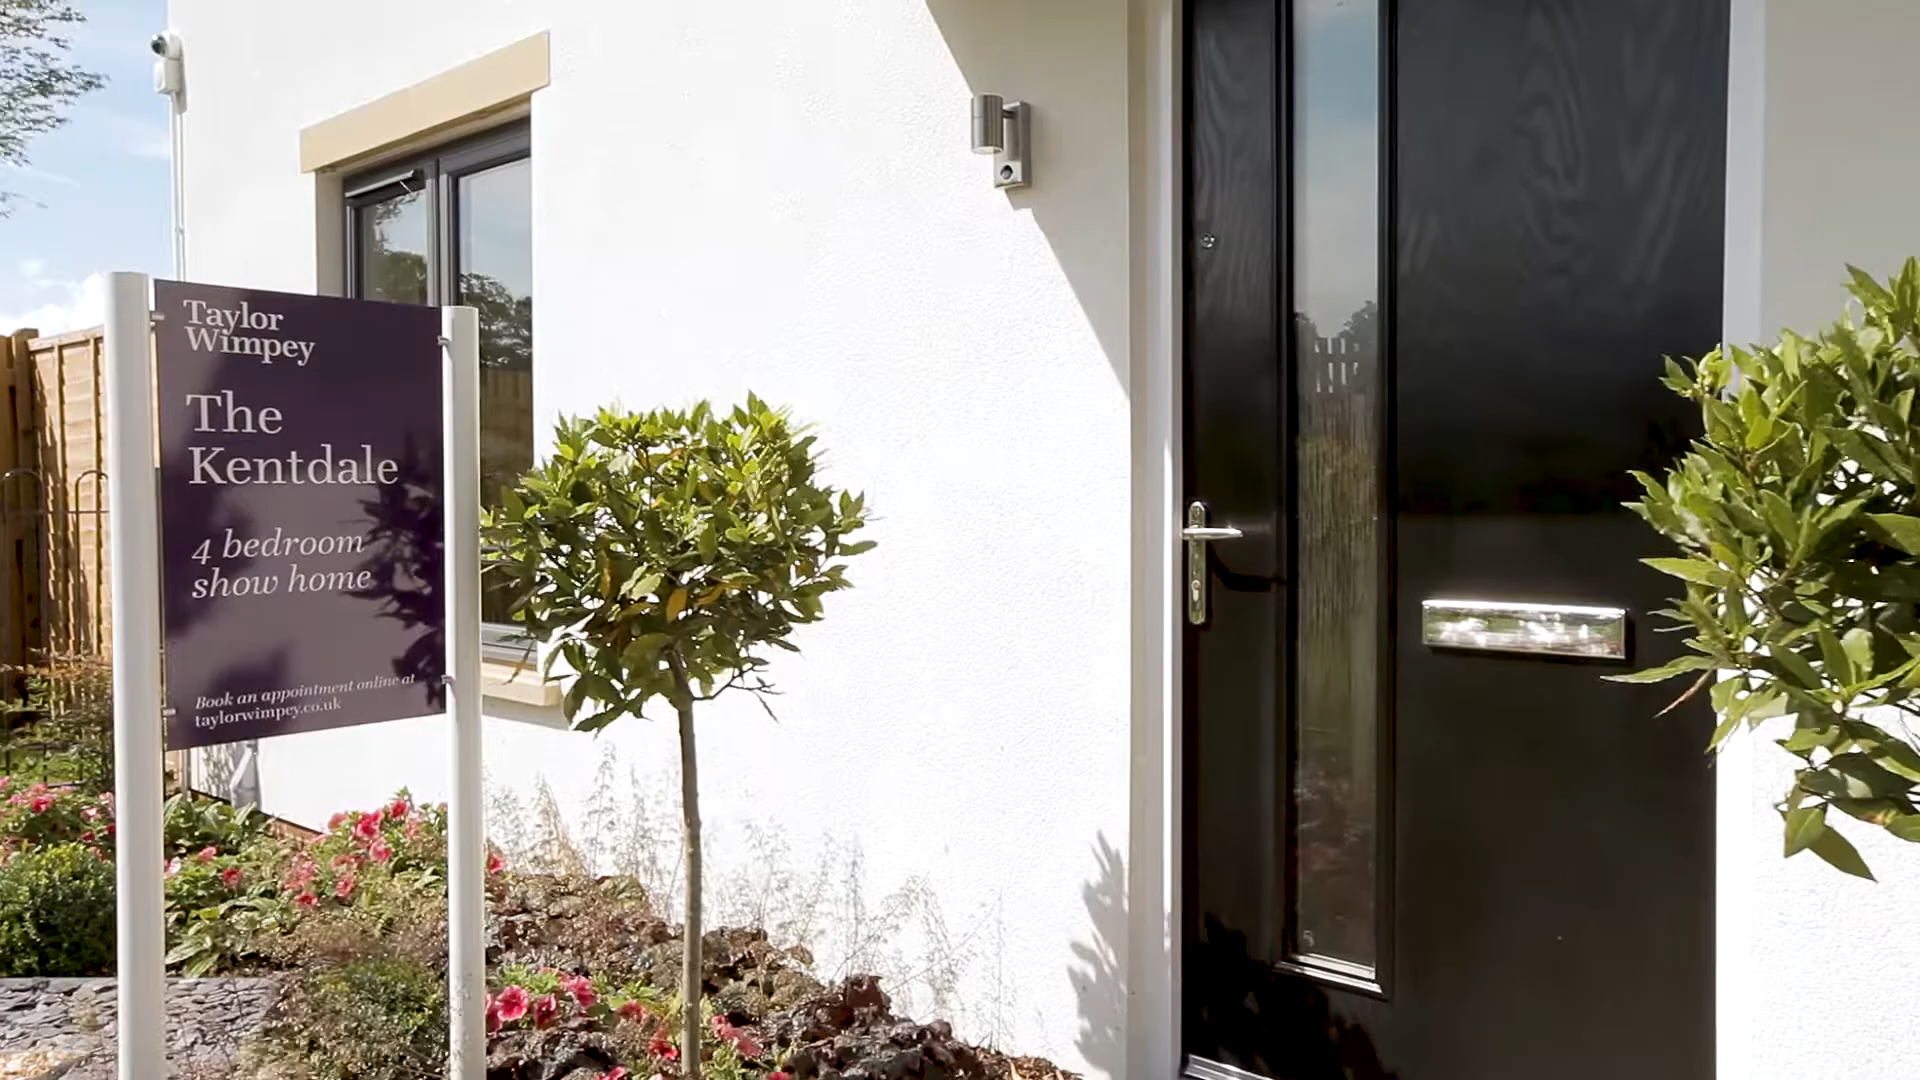 Taylor
Wimpey
The
Kentdale
4 bedroom
show home
Book an appointment online at
taylorwimpey.co.uk